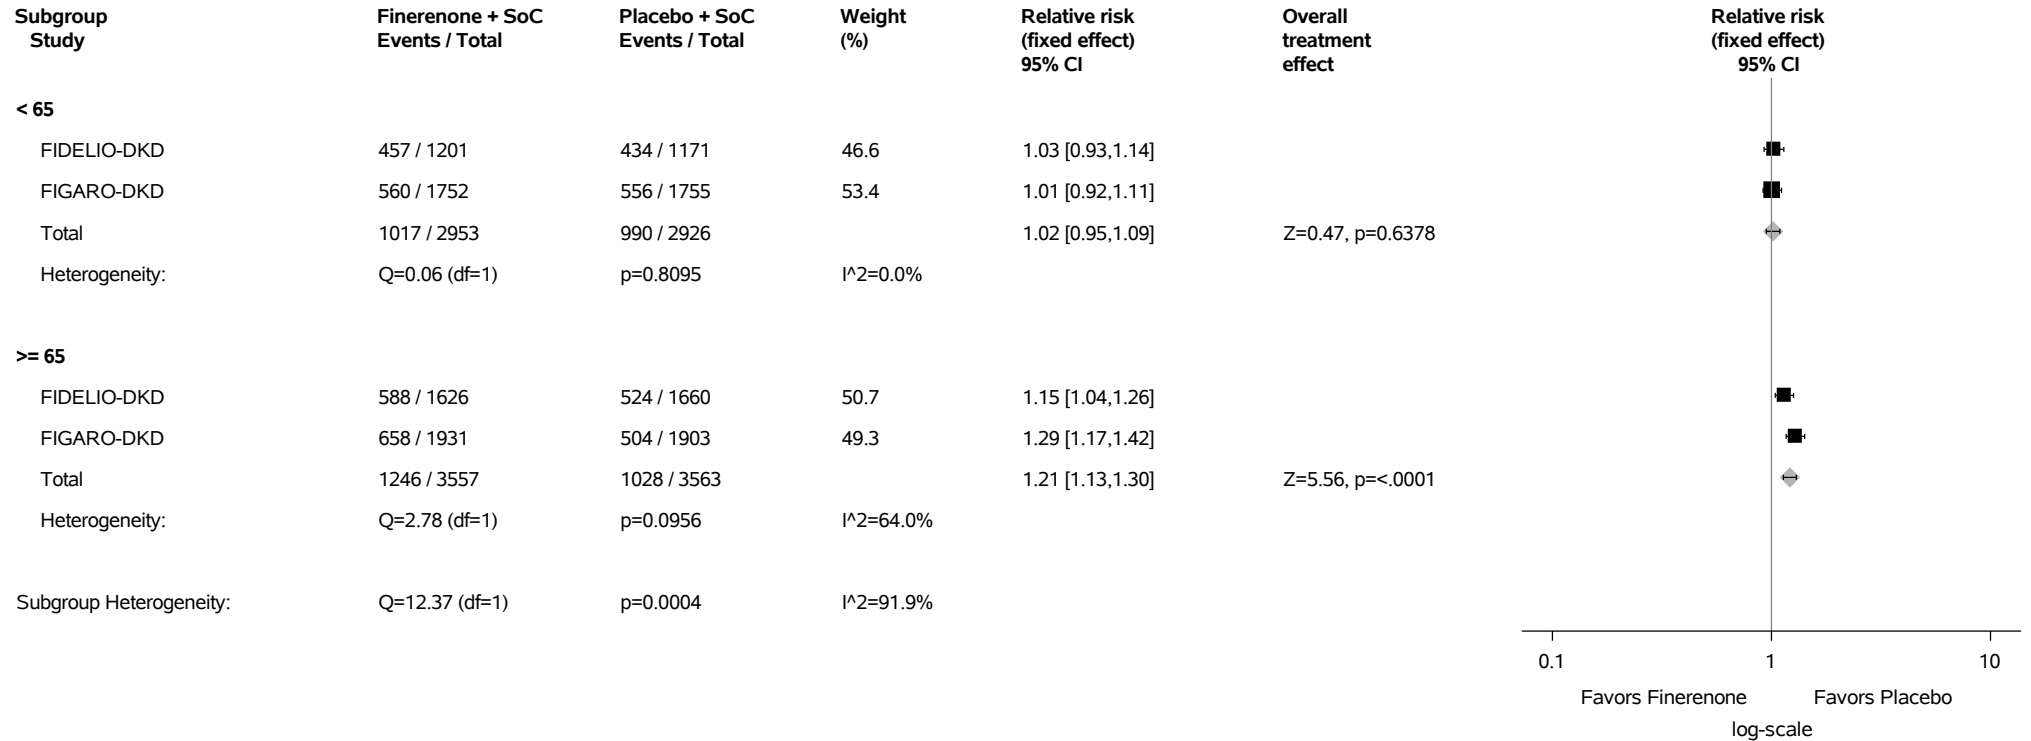 Subgroup Finerenone + SoC Placebo + SoC Weight Relative risk Overall Relative risk
Study Events / Total Events / Total (%) (fixed effect) treatment (fixed effect)
95% CI effect 95% CI
< 65
FIDELIO-DKD 457 / 1201 434 / 1171 46.6 1.03 [0.93,1.14]
FIGARO-DKD 560 / 1752 556 / 1755 53.4 1.01 [0.92,1.11]
Total 1017 / 2953 990 / 2926 1.02 [0.95,1.09] Z=0.47, p=0.6378
Heterogeneity: Q=0.06 (df=1) p=0.8095 I^2=0.0%
>= 65
FIDELIO-DKD 588 / 1626 524 / 1660 50.7 1.15 [1.04,1.26]
FIGARO-DKD 658 / 1931 504 / 1903 49.3 1.29 [1.17,1.42]
Total 1246 / 3557 1028 / 3563 1.21 [1.13,1.30] Z=5.56, p=<.0001
Heterogeneity: Q=2.78 (df=1) p=0.0956 I^2=64.0%
Subgroup Heterogeneity: Q=12.37 (df=1) p=0.0004 I^2=91.9%
0.1 1 10
Favors Finerenone Favors Placebo
log-scale